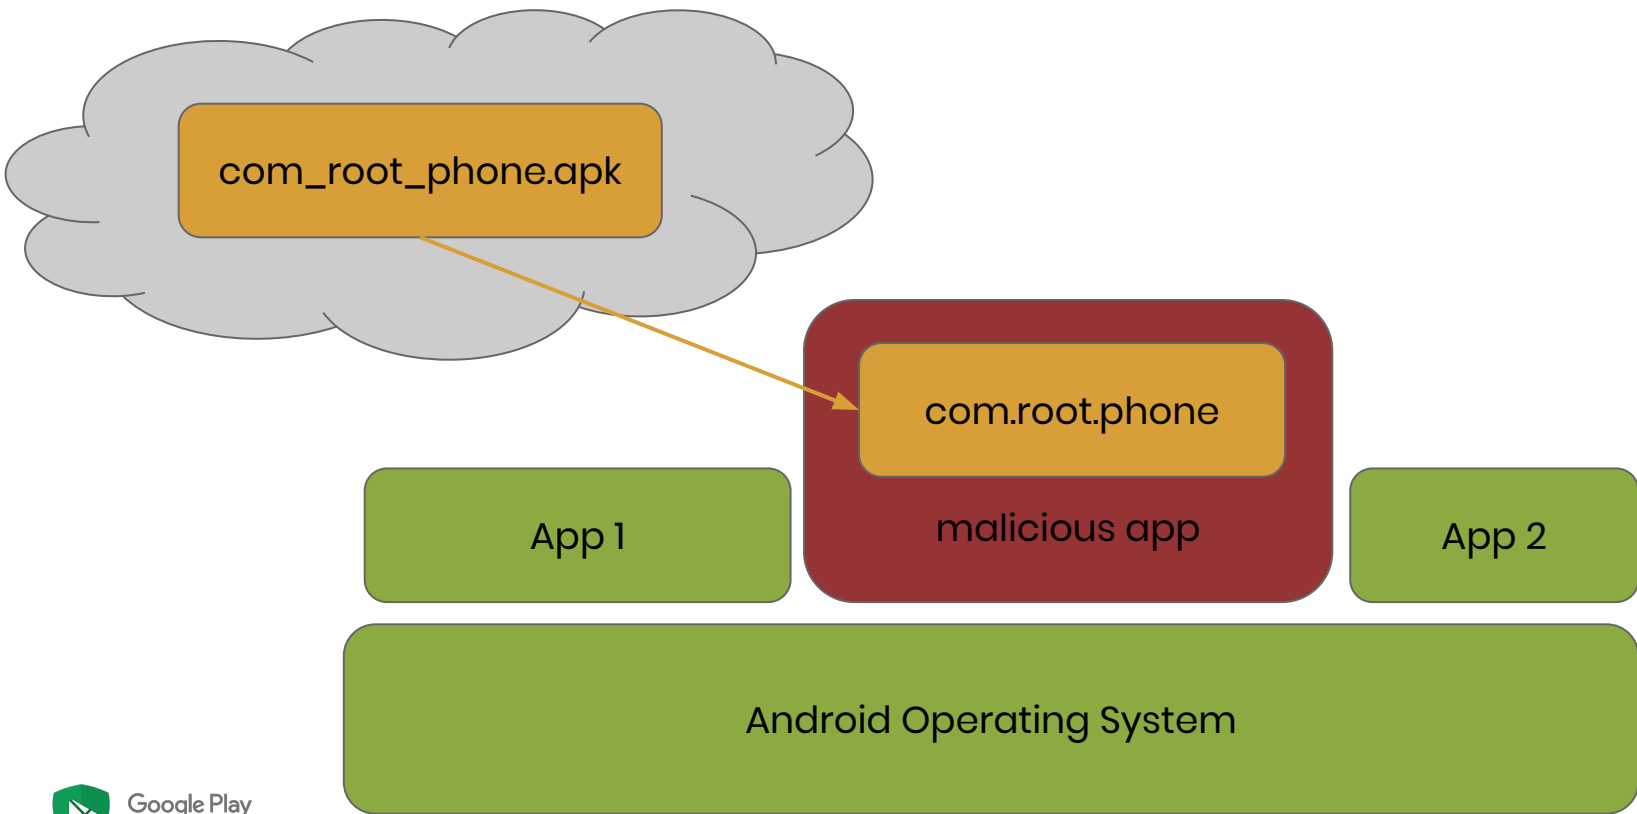 com_root_phone.apk
com.root.phone
malicious app
App 1
App 2
Android Operating System
Google Play